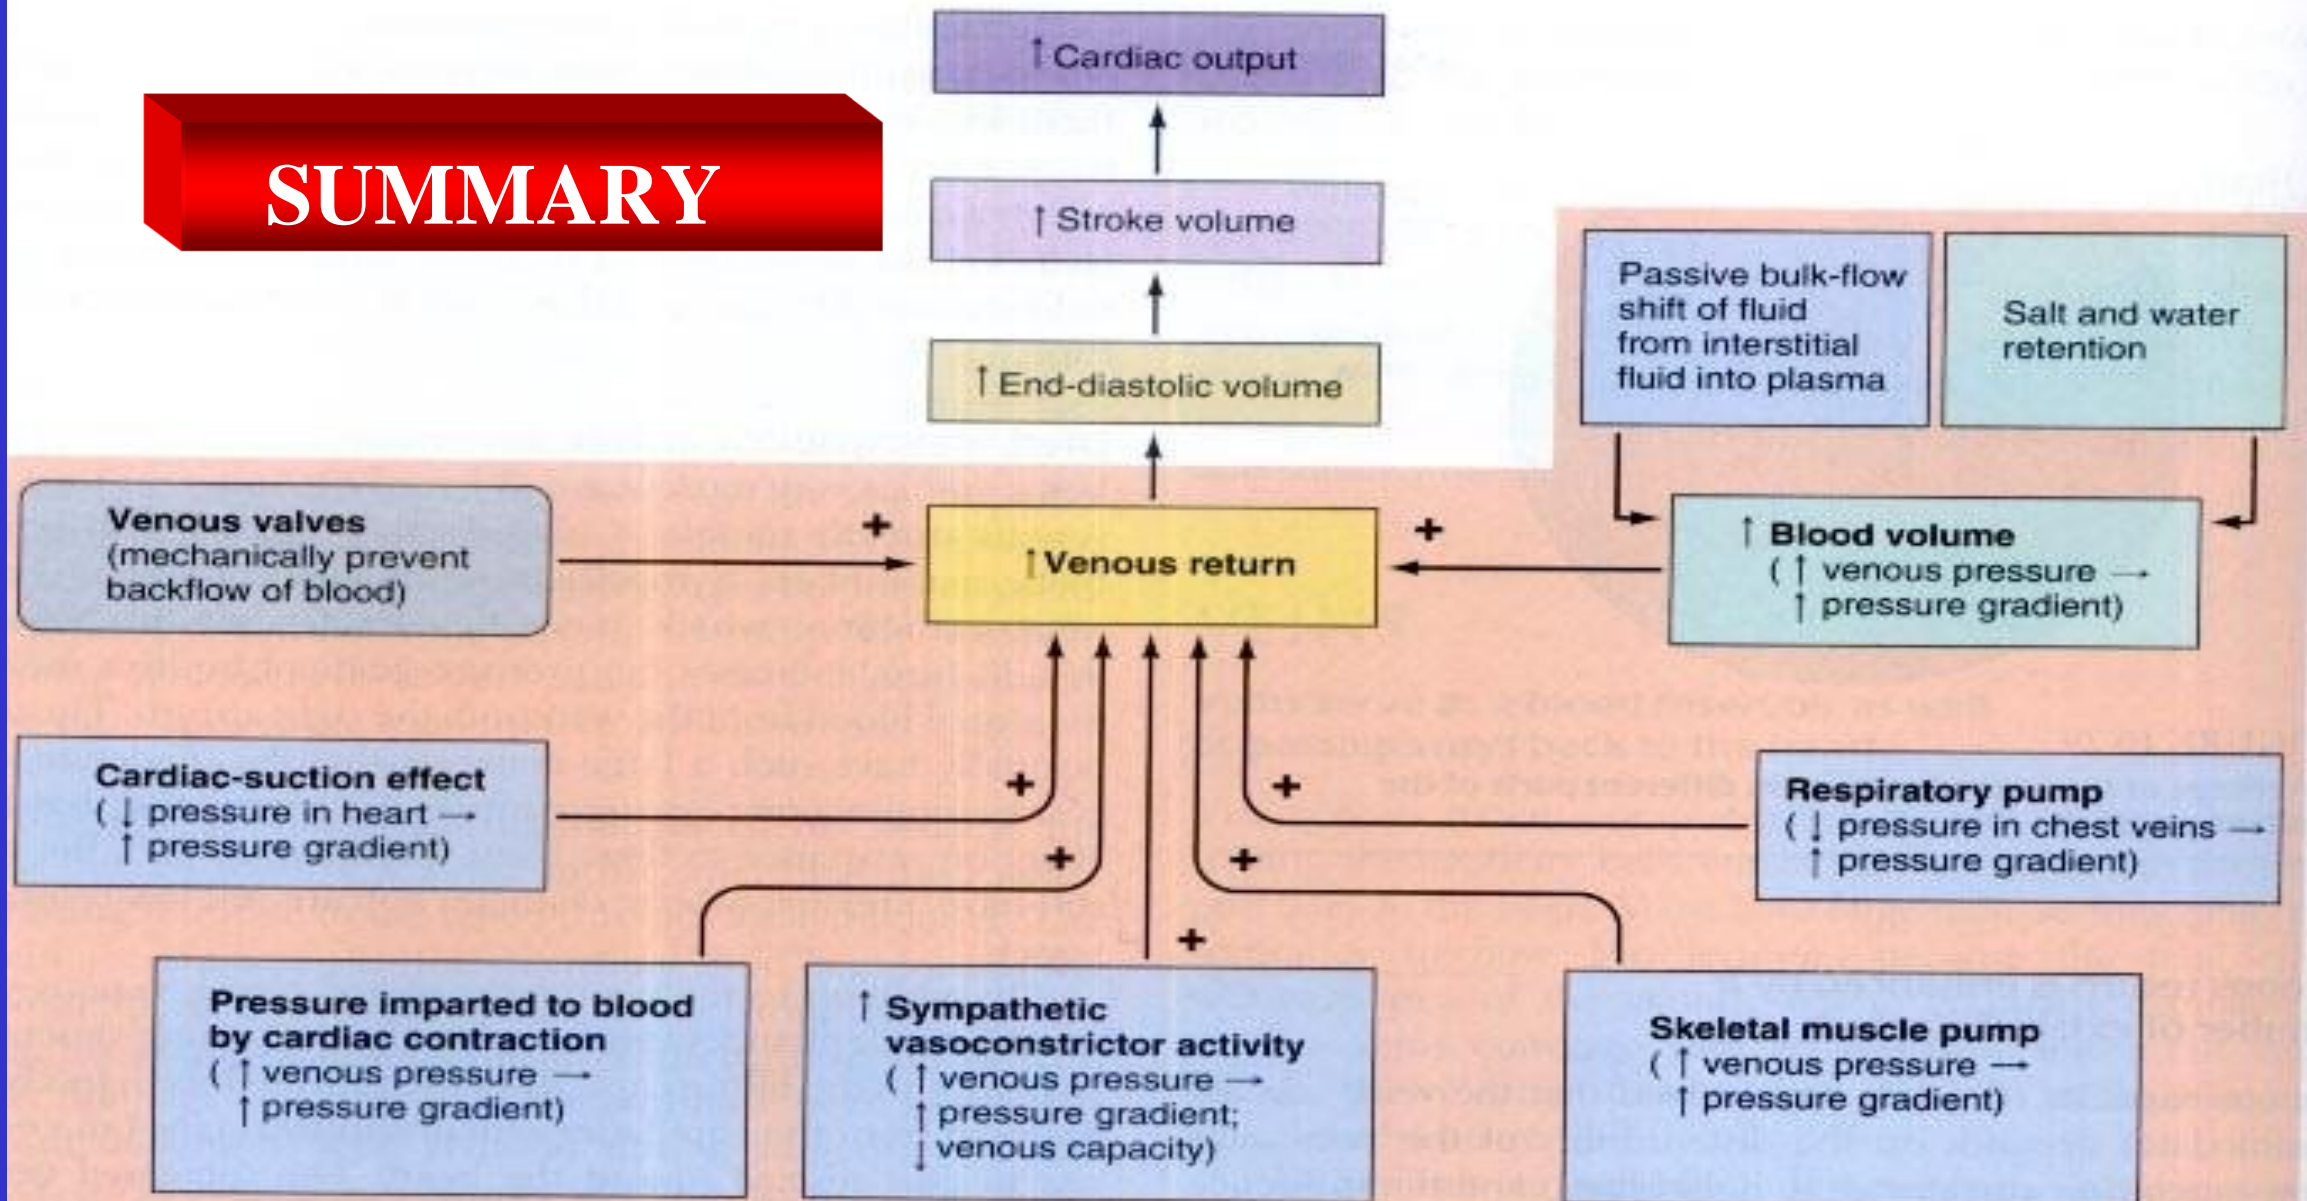 SUMMARY
↑ Cardiac output
↑ Stroke volume
↑ End-diastolic volume
Passive bulk-flow
shift of fluid
from interstitial
fluid into plasma
Salt and water
retention
Venous valves
(mechanically prevent
backflow of blood)
+
↑ Venous return
+
↑ Blood volume
(↑ venous pressure →
↑ pressure gradient)
Cardiac-suction effect
(↓ pressure in heart →
↑ pressure gradient)
+
+
+
+
+
Respiratory pump
(↓ pressure in chest veins →
↑ pressure gradient)
Pressure imparted to blood
by cardiac contraction
(↑ venous pressure →
↑ pressure gradient)
↑ Sympathetic
vasoconstrictor activity
(↑ venous pressure →
↑ pressure gradient;
↓ venous capacity)
Skeletal muscle pump
(↑ venous pressure →
↑ pressure gradient)